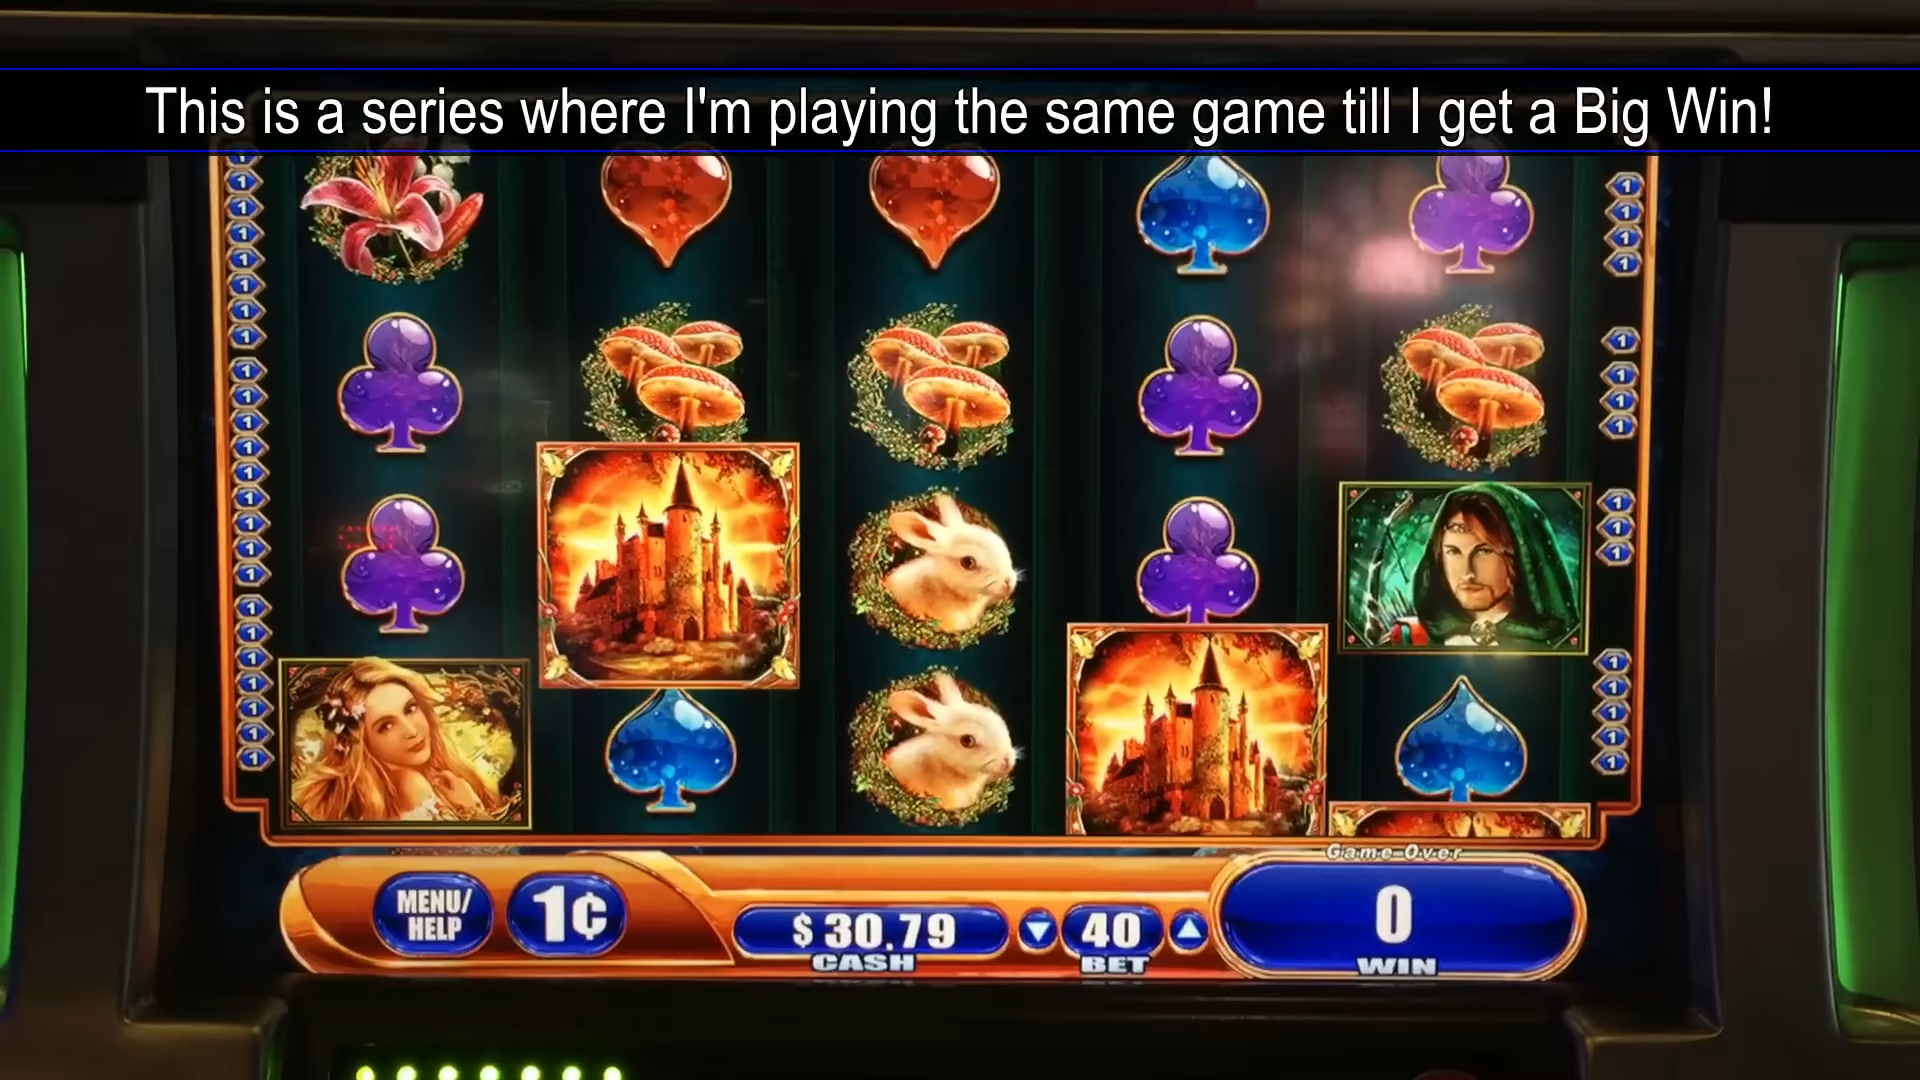 This is a series where I'm playing the same game till I get a Big Win!
Game Over
MENU/
HELP
1¢
$ 30.79
CASH
40
BET
0
WIN